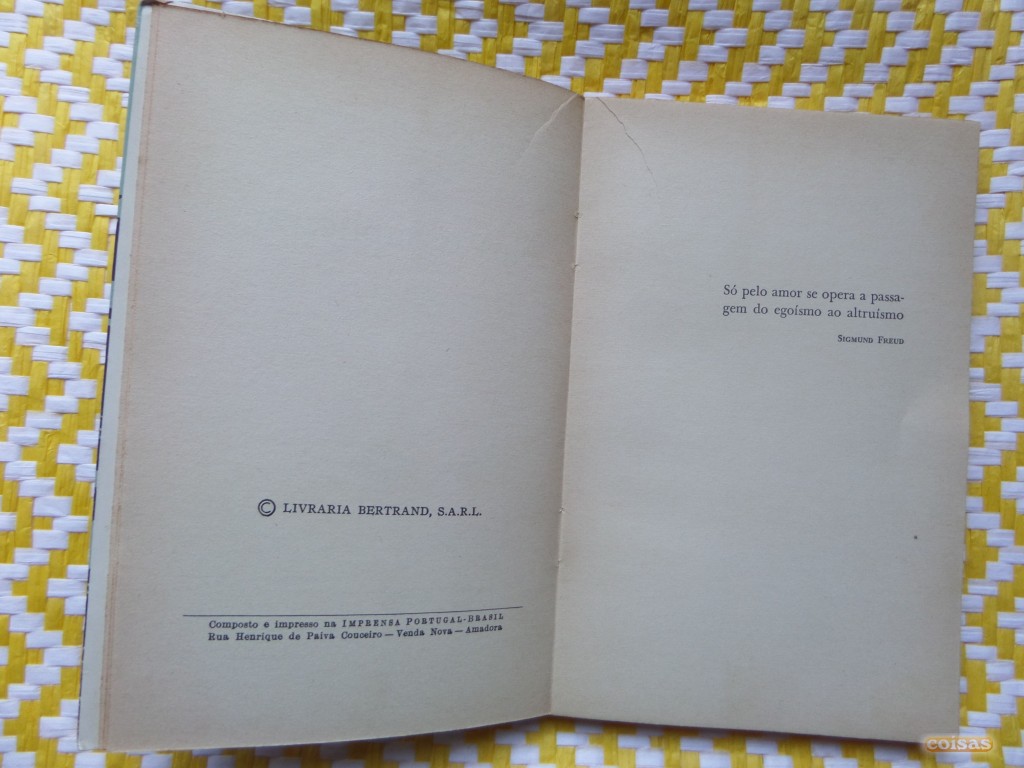 © LIVRARIA BERTRAND, S.A.R.L.
Composto e impresso na IMPRENSA PORTUGAL-BRASIL
Rua Henrique de Paiva Couceiro — Venda Nova — Amadora
Só pelo amor se opera a passa-
gem do egoísmo ao altruísmo
SIGMUND FREUD
coisas